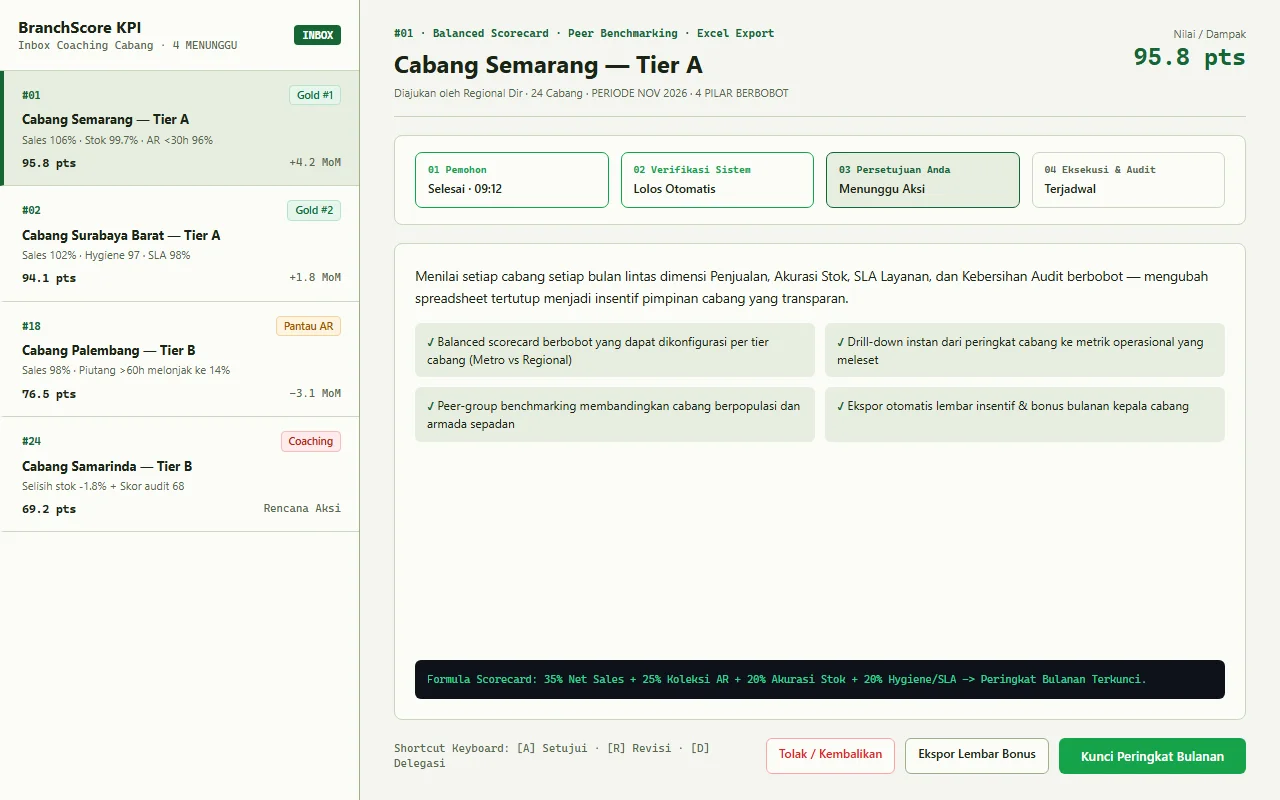 BranchScore KPI
Inbox Coaching Cabang · 4 MENUNGGU
INBOX
#01
Gold #1
Cabang Semarang — Tier A
Sales 106% · Stok 99.7% · AR <30h 96%
95.8 pts
+4.2 MoM
#02
Gold #2
Cabang Surabaya Barat — Tier A
Sales 102% · Hygiene 97 · SLA 98%
94.1 pts
+1.8 MoM
#18
Pantau AR
Cabang Palembang — Tier B
Sales 98% · Piutang >60h melonjak ke 14%
76.5 pts
−3.1 MoM
#24
Coaching
Cabang Samarinda — Tier B
Selisih stok -1.8% + Skor audit 68
69.2 pts
Rencana Aksi
#01 · Balanced Scorecard · Peer Benchmarking · Excel Export
Cabang Semarang — Tier A
Diajukan oleh Regional Dir · 24 Cabang · PERIODE NOV 2026 · 4 PILAR BERBOBOT
Nilai / Dampak
95.8 pts
01 Pemohon
Selesai · 09:12
02 Verifikasi Sistem
Lolos Otomatis
03 Persetujuan Anda
Menunggu Aksi
04 Eksekusi & Audit
Terjadwal
Menilai setiap cabang setiap bulan lintas dimensi Penjualan, Akurasi Stok, SLA Layanan, dan Kebersihan Audit berbobot — mengubah
spreadsheet tertutup menjadi insentif pimpinan cabang yang transparan.
✓ Balanced scorecard berbobot yang dapat dikonfigurasi per tier
cabang (Metro vs Regional)
✓ Drill-down instan dari peringkat cabang ke metrik operasional yang
meleset
✓ Peer-group benchmarking membandingkan cabang berpopulasi dan
armada sepadan
✓ Ekspor otomatis lembar insentif & bonus bulanan kepala cabang
Formula Scorecard: 35% Net Sales + 25% Koleksi AR + 20% Akurasi Stok + 20% Hygiene/SLA —> Peringkat Bulanan Terkunci.
Shortcut Keyboard: [A] Setujui · [R] Revisi · [D]
Delegasi
Tolak / Kembalikan
Ekspor Lembar Bonus
Kunci Peringkat Bulanan